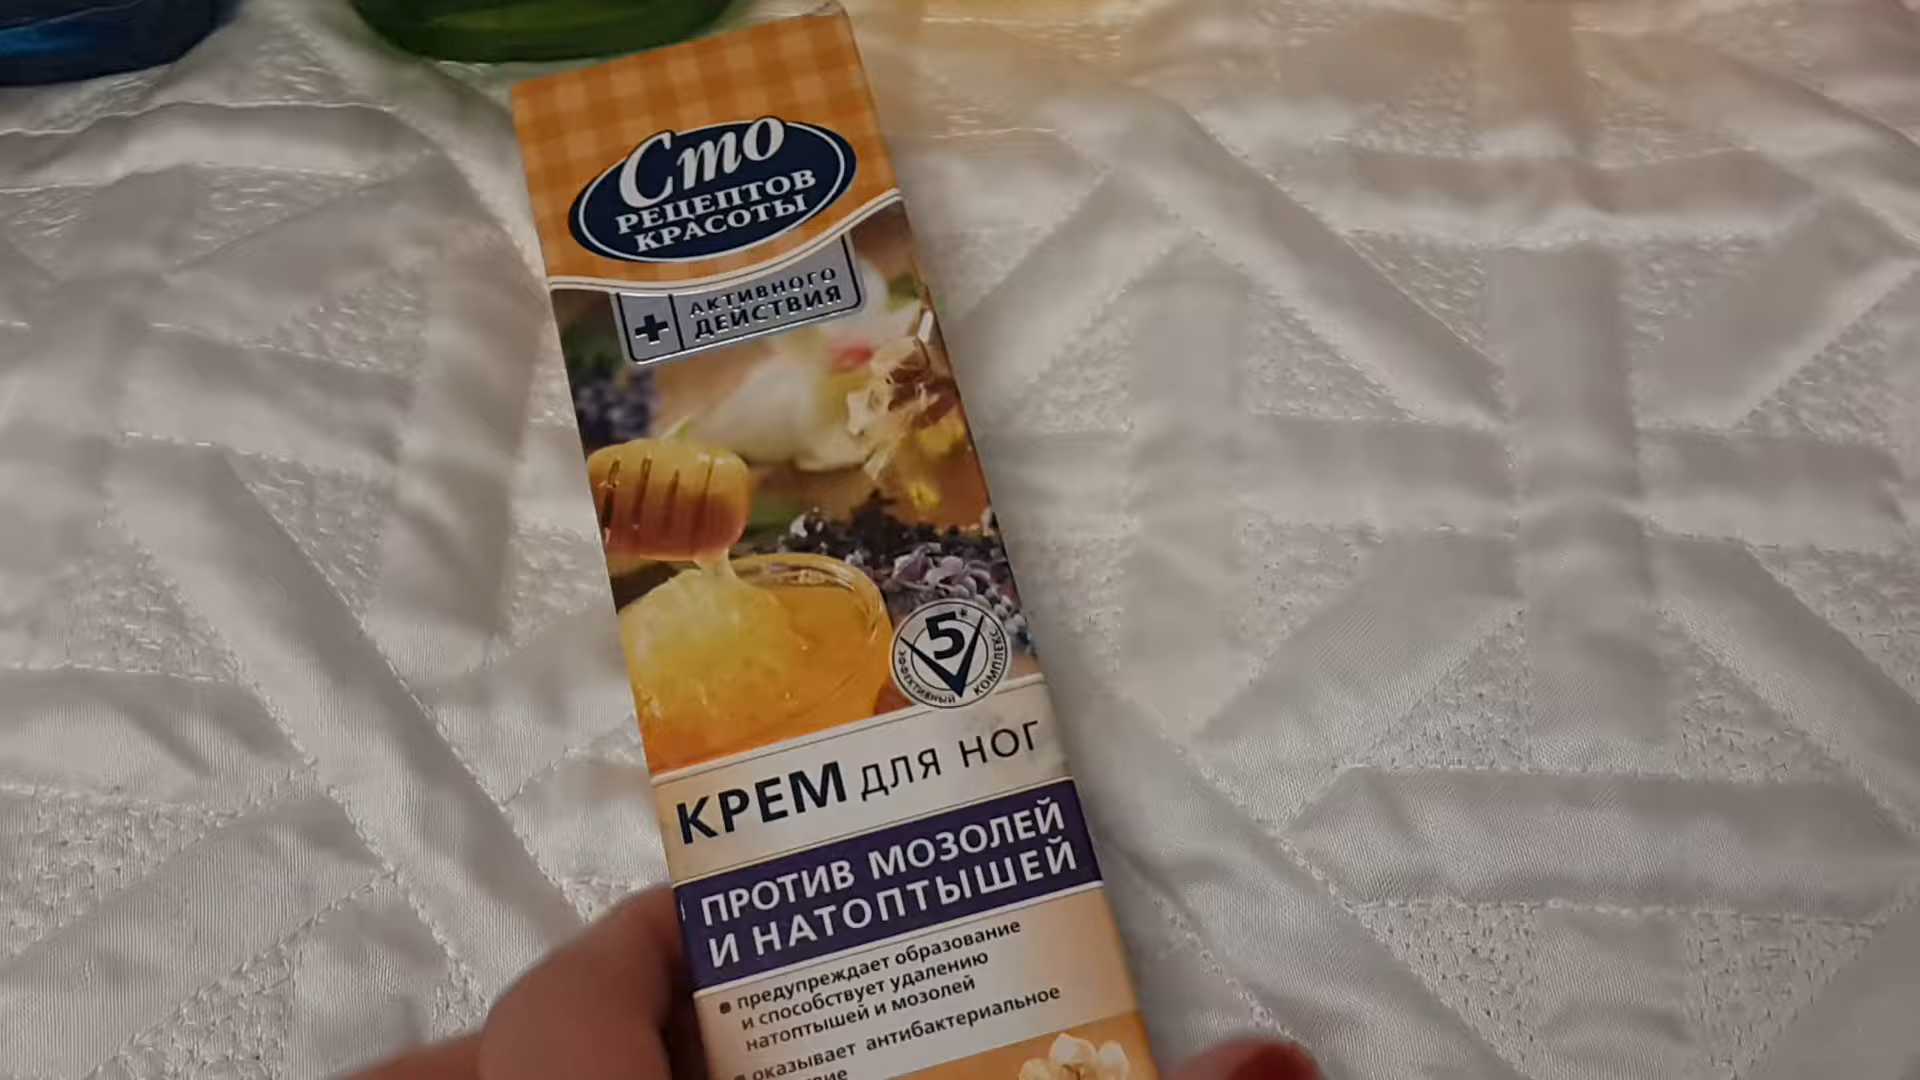 Сто
РЕЦЕПТОВ
КРАСОТЫ
+ АКТИВНОГО
ДЕЙСТВИЯ
5*
ЭФФЕКТИВНЫЙ КОМПЛЕКС
КРЕМ ДЛЯ НОГ
ПРОТИВ МОЗОЛЕЙ
И НАТОПТЫШЕЙ
• предупреждает образование
и способствует удалению
натоптышей и мозолей
• оказывает антибактериальное